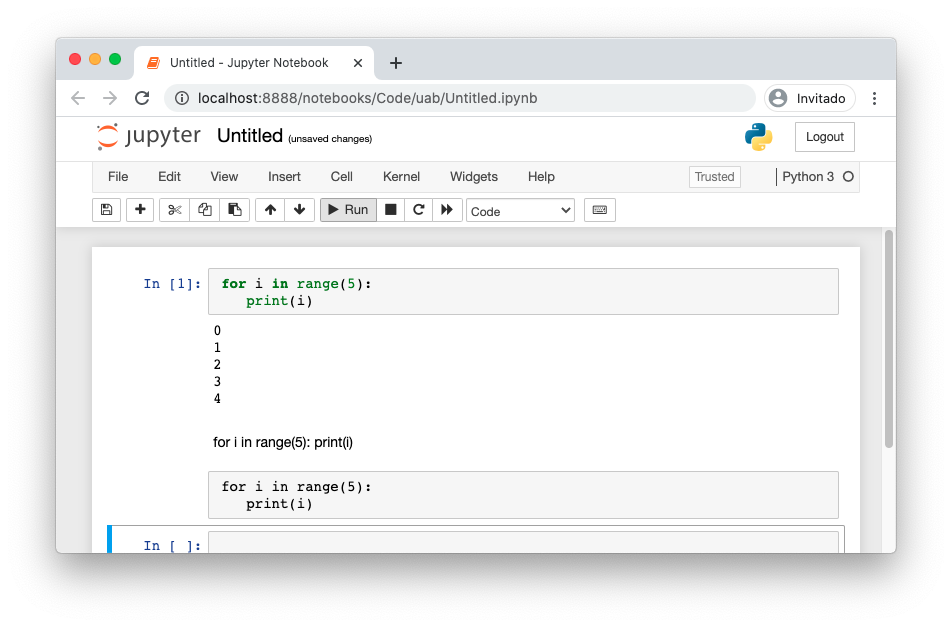 Untitled - Jupyter Notebook
localhost:8888/notebooks/Code/uab/Untitled.ipynb
Invitado
jupyter Untitled (unsaved changes)
Logout
File Edit View Insert Cell Kernel Widgets Help
Trusted
Python 3
Run
Code
In [1]: for i in range(5):
   print(i)
0
1
2
3
4
for i in range(5): print(i)
for i in range(5):
   print(i)
In [ ]: